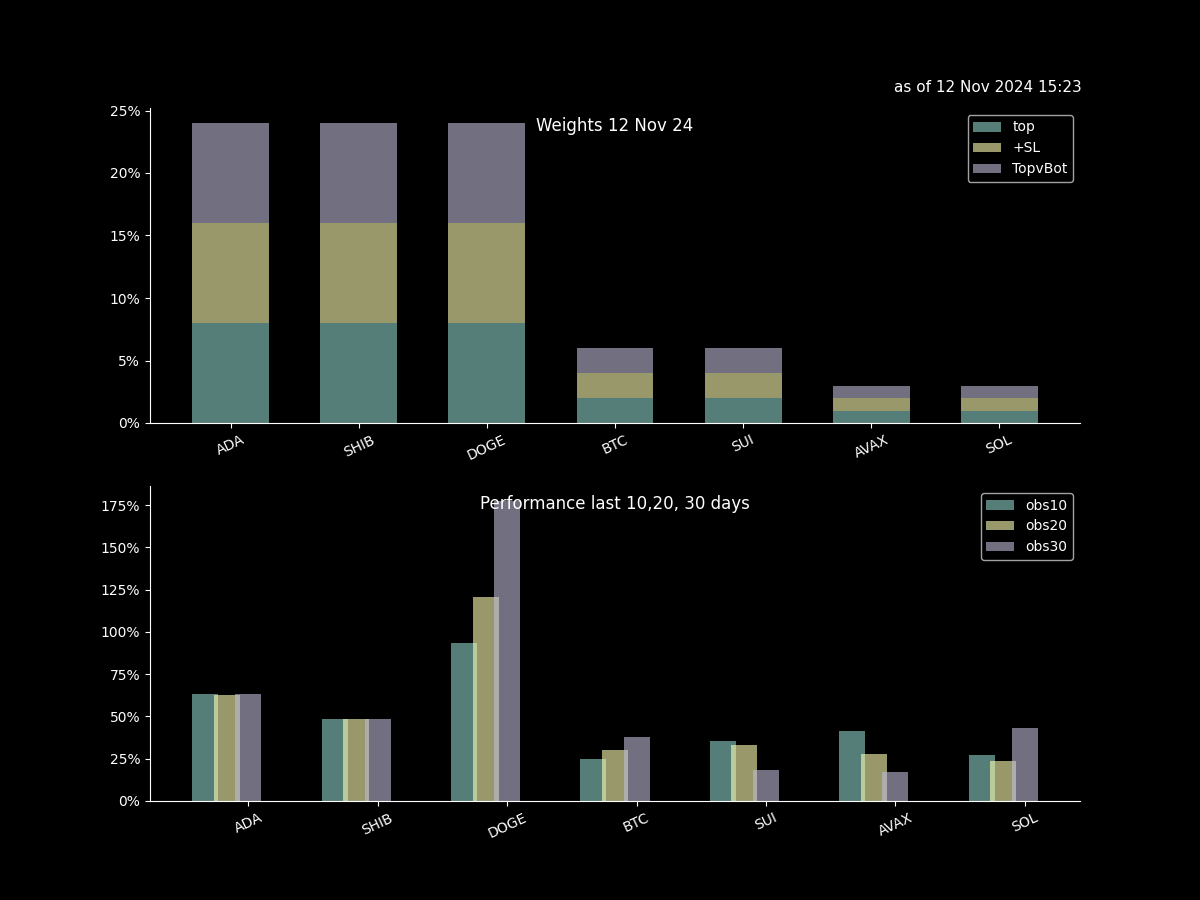 as of 12 Nov 2024 15:23
Weights 12 Nov 24
25%
20%
15%
10%
5%
0%
top
+SL
TopvBot
ADA SHIB DOGE BTC SUI AVAX SOL
Performance last 10,20, 30 days
175%
150%
125%
100%
75%
50%
25%
0%
obs10
obs20
obs30
ADA SHIB DOGE BTC SUI AVAX SOL